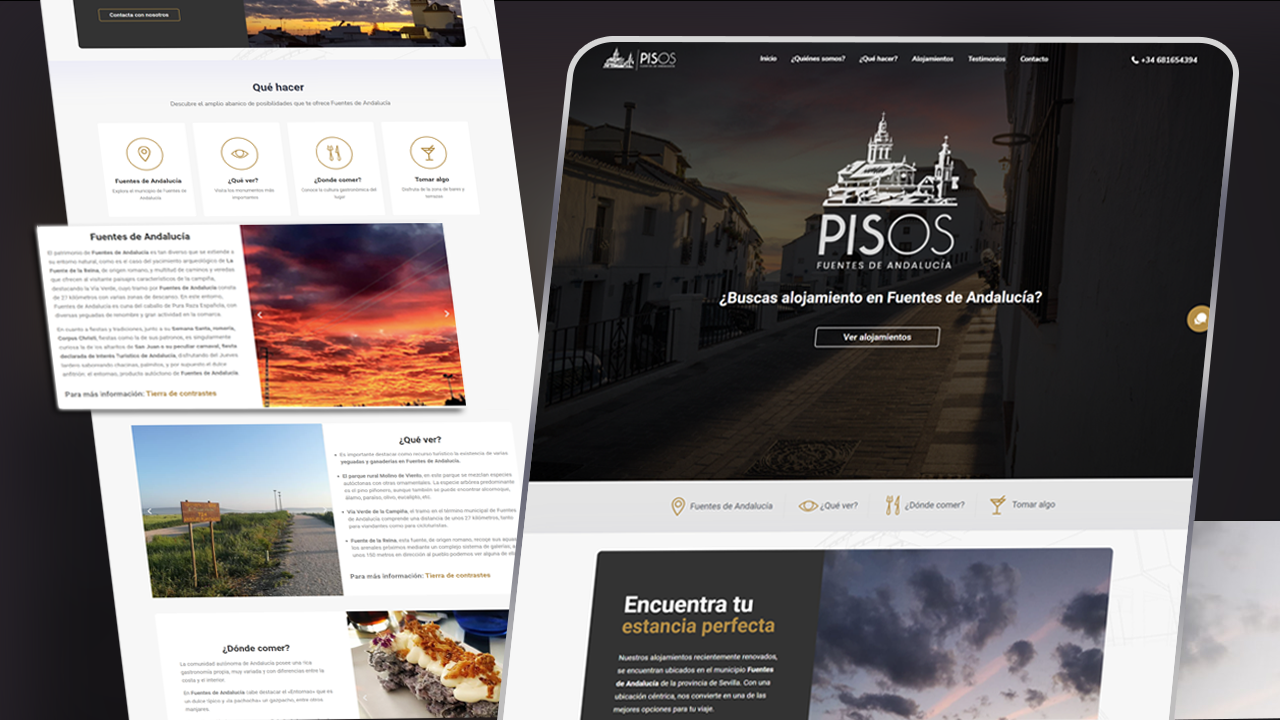 Contacta con nosotros
Qué hacer
Descubre el amplio abanico de posibilidades que te ofrece Fuentes de Andalucía
Fuentes de Andalucía
Explora el municipio de Fuentes de
Andalucía
¿Qué ver?
Visita los monumentos más
importantes
¿Donde comer?
Conoce la cultura gastronómica del
lugar
Tomar algo
Disfruta de la zona de bares y
terrazas
Fuentes de Andalucía
El patrimonio de Fuentes de Andalucía es tan diverso que se extiende a
su entorno natural, como es el caso del yacimiento arqueológico de La
Fuente de la Reina, de origen romano, y multitud de caminos y veredas
que ofrecen al visitante paisajes característicos de la campiña,
destacando la Vía Verde, cuyo tramo por Fuentes de Andalucía consta
de 27 kilómetros con varias zonas de descanso. En este entorno,
Fuentes de Andalucía es cuna del caballo de Pura Raza Española, con
diversas yeguadas de renombre y gran actividad en la comarca.
En cuanto a fiestas y tradiciones, junto a su Semana Santa, romería,
Corpus Christi, fiestas como la de sus patronas, es singularmente
curiosa la de los añaritos de San Juan o su peculiar carnaval, fiesta
declarada de Interés Turístico de Andalucía, disfrutando del Jueves
lardero saboreando chacinas, palmitos, y por supuesto el dulce
anfitrión: el entornao, producto autóctono de Fuentes de Andalucía
Para más información: Tierra de contrastes
¿Qué ver?
Es importante destacar como recurso turístico la existencia de varias
yeguadas y ganaderías en Fuentes de Andalucía.
El parque rural Molino de Viento, en este parque se mezclan especies
autóctonas con otras ornamentales. La especie arbórea predominante
es el pino piñonero, aunque también se puede encontrar alcornoque,
álamo, paraíso, olivo, eucalipto, etc.
Vía Verde de la Campiña, el tramo en el término municipal de Fuentes
de Andalucía comprende una distancia de unos 27 kilómetros, tanto
para viandantes como para cicloturistas.
Fuente de la Reina, esta fuente, de origen romano, recoge sus aguas
los arenales próximos mediante un complejo sistema de galerías, a
unos 150 metros en dirección al pueblo podemos ver alguna de
Para más información: Tierra de contrastes
¿Dónde comer?
La comunidad autónoma de Andalucía posee una rica
gastronomía propia, muy variada y con diferencias entre la
costa y el interior.
En Fuentes de Andalucía cabe destacar el «Entornao» que es
un dulce típico y «la pachucha» un gazpacho, entre otros
manjares.
PISOS
FUENTES DE ANDALUCÍA
Inicio
¿Quiénes somos?
¿Qué hacer?
Alojamientos
Testimonios
Contacto
+34 681654394
PISOS
FUENTES DE ANDALUCÍA
¿Buscas alojamiento en Fuentes de Andalucía?
Ver alojamientos
Fuentes de Andalucía
¿Qué ver?
¿Donde comer?
Tomar algo
Encuentra tu
estancia perfecta
Nuestros alojamientos recientemente renovados,
se encuentran ubicados en el municipio Fuentes
de Andalucía de la provincia de Sevilla. Con una
ubicación céntrica, nos convierte en una de las
mejores opciones para tu viaje.